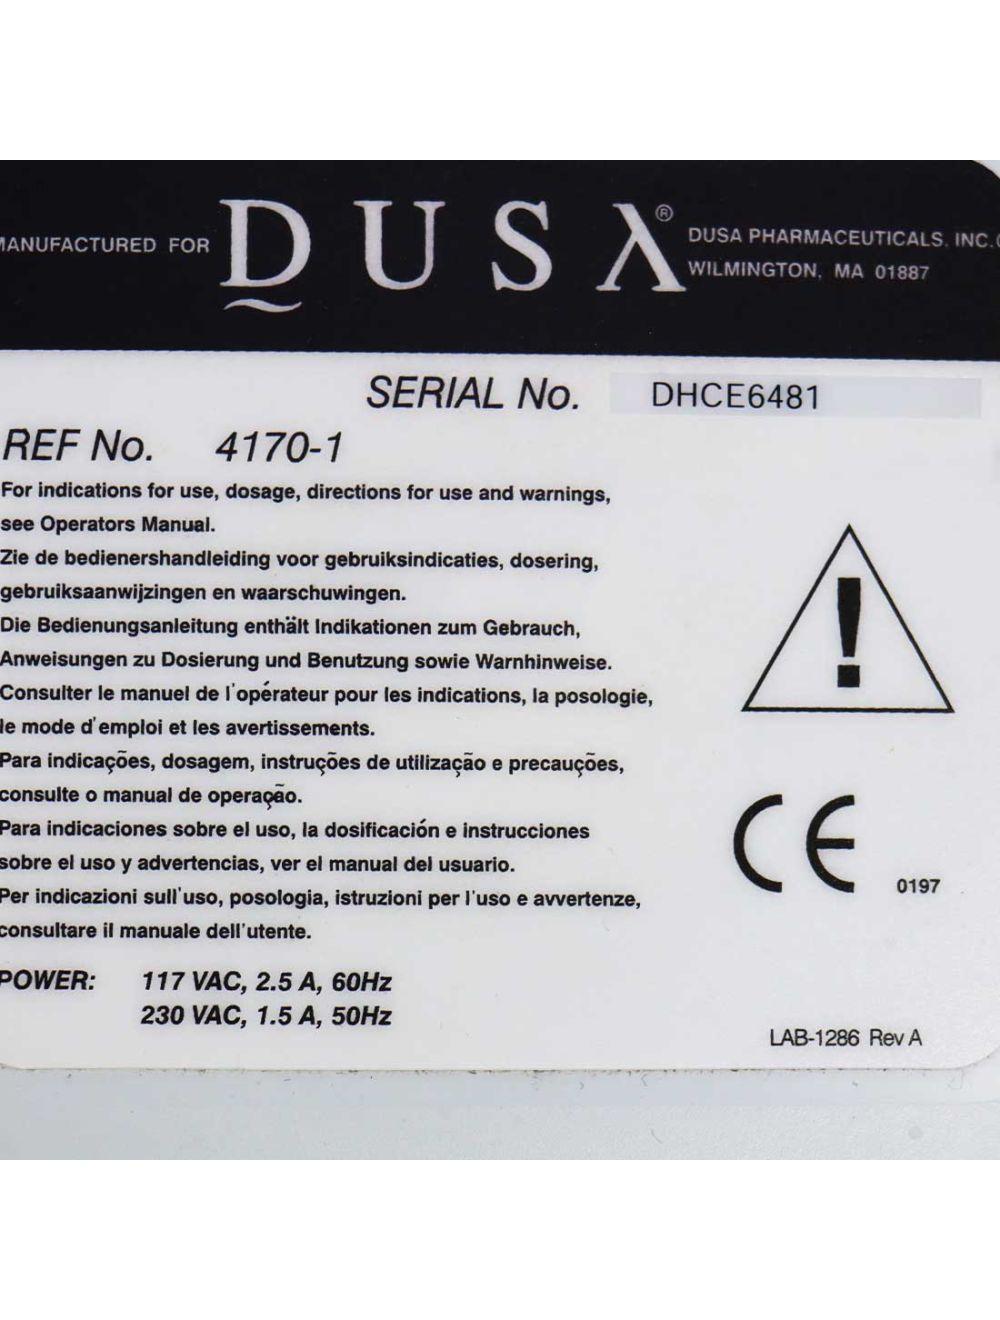 MANUFACTURED FOR DUSA® DUSA PHARMACEUTICALS, INC.
WILMINGTON, MA 01887
SERIAL No. DHCE6481
REF No. 4170-1
For indications for use, dosage, directions for use and warnings,
see Operators Manual.
Zie de bedienershandleiding voor gebruiksindicaties, dosering,
gebruiksaanwijzingen en waarschuwingen.
Die Bedienungsanleitung enthält Indikationen zum Gebrauch,
Anweisungen zu Dosierung und Benutzung sowie Warnhinweise.
Consulter le manuel de l'opérateur pour les indications, la posologie,
le mode d'emploi et les avertissements.
Para indicações, dosagem, instruções de utilização e precauções,
consulte o manual de operação.
Para indicaciones sobre el uso, la dosificación e instrucciones
sobre el uso y advertencias, ver el manual del usuario.
Per indicazioni sull'uso, posologia, istruzioni per l'uso e avvertenze,
consultare il manuale dell'utente.
!
CE 0197
POWER: 117 VAC, 2.5 A, 60Hz
230 VAC, 1.5 A, 50Hz
LAB-1286 Rev A